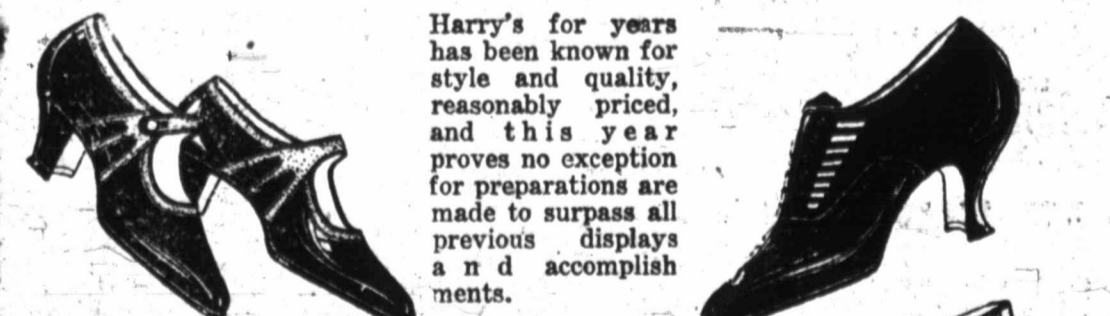 Harry's for years
has been known for
style and quality,
reasonably priced,
and this year
proves no exception
for preparations are
made to surpass all
previous displays
and accomplish
ments.